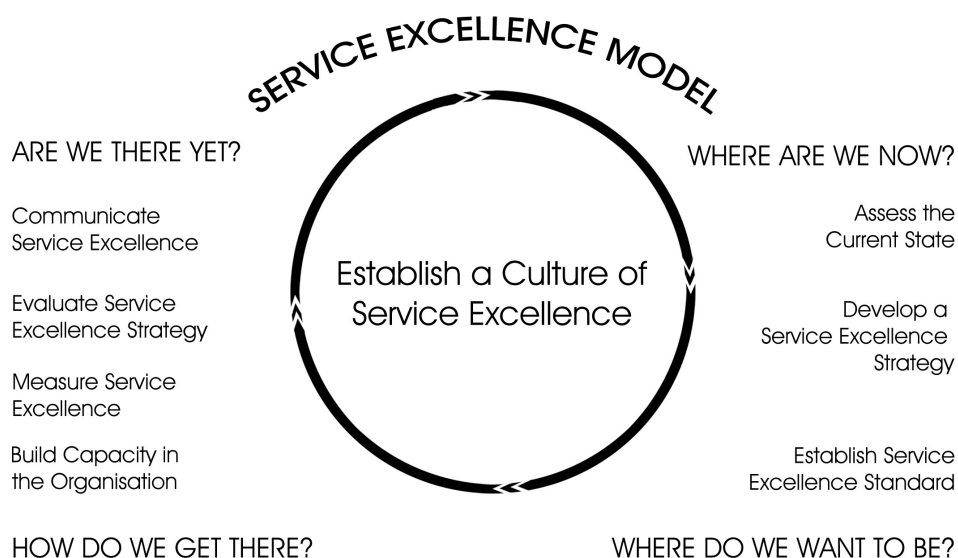 SERVICE EXCELLENCE MODEL
ARE WE THERE YET?
Communicate
Service Excellence
Evaluate Service
Excellence Strategy
Measure Service
Excellence
Build Capacity in
the Organisation
HOW DO WE GET THERE?
Establish a Culture of
Service Excellence
WHERE ARE WE NOW?
Assess the
Current State
Develop a
Service Excellence
Strategy
Establish Service
Excellence Standard
WHERE DO WE WANT TO BE?